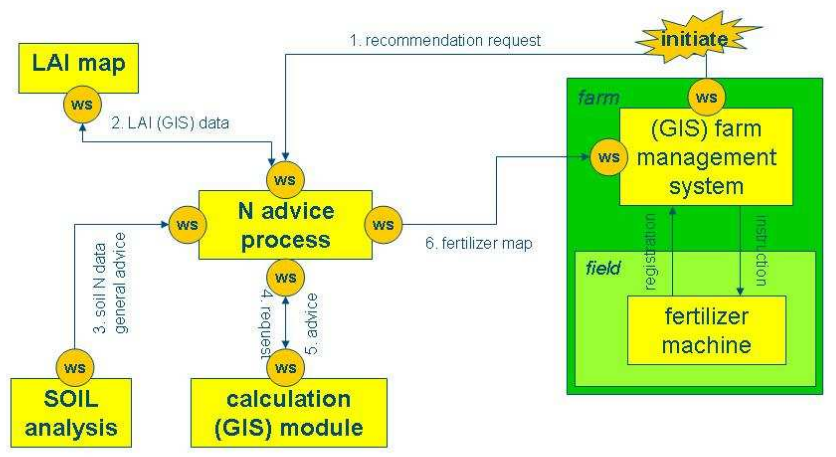 1. recommendation request
initiate
LAI map
ws
2. LAI (GIS) data
farm
ws
(GIS) farm
management
system
ws
ws
N advice
process
ws
ws
6. fertilizer map
ws
3. soil N data
general advice
4. request
5. advice
registration
instruction
field
fertilizer
machine
ws
SOIL
analysis
ws
calculation
(GIS) module